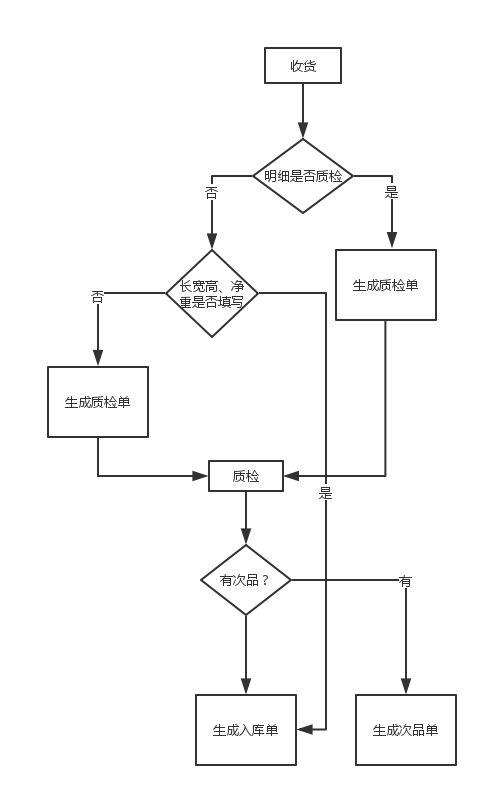 收货
明细是否质检
否
是
长宽高、净
重是否填写
生成质检单
否
生成质检单
质检
是
有次品？
有
生成入库单
生成次品单